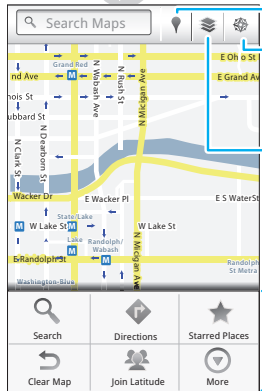 Search Maps
E Ohio St
Grand Red
nd Ave
M
E Grand Av
N Wabash Ave
N Rush St
N Micigan Ave
nois St
ubbard St
N Clark St
N Dearborn St
Wacker Dr
E Wacker Pl
E S WaterSt
State/Lake
M
W Lake St
M
W Lake St
Lake
Randolph/
Wabash
M
N Micigan Ave
E-Randolph St
Randolph
St Metra
Washington-Blue
M
Search
Directions
Starred Places
Clear Map
Join Latitude
More